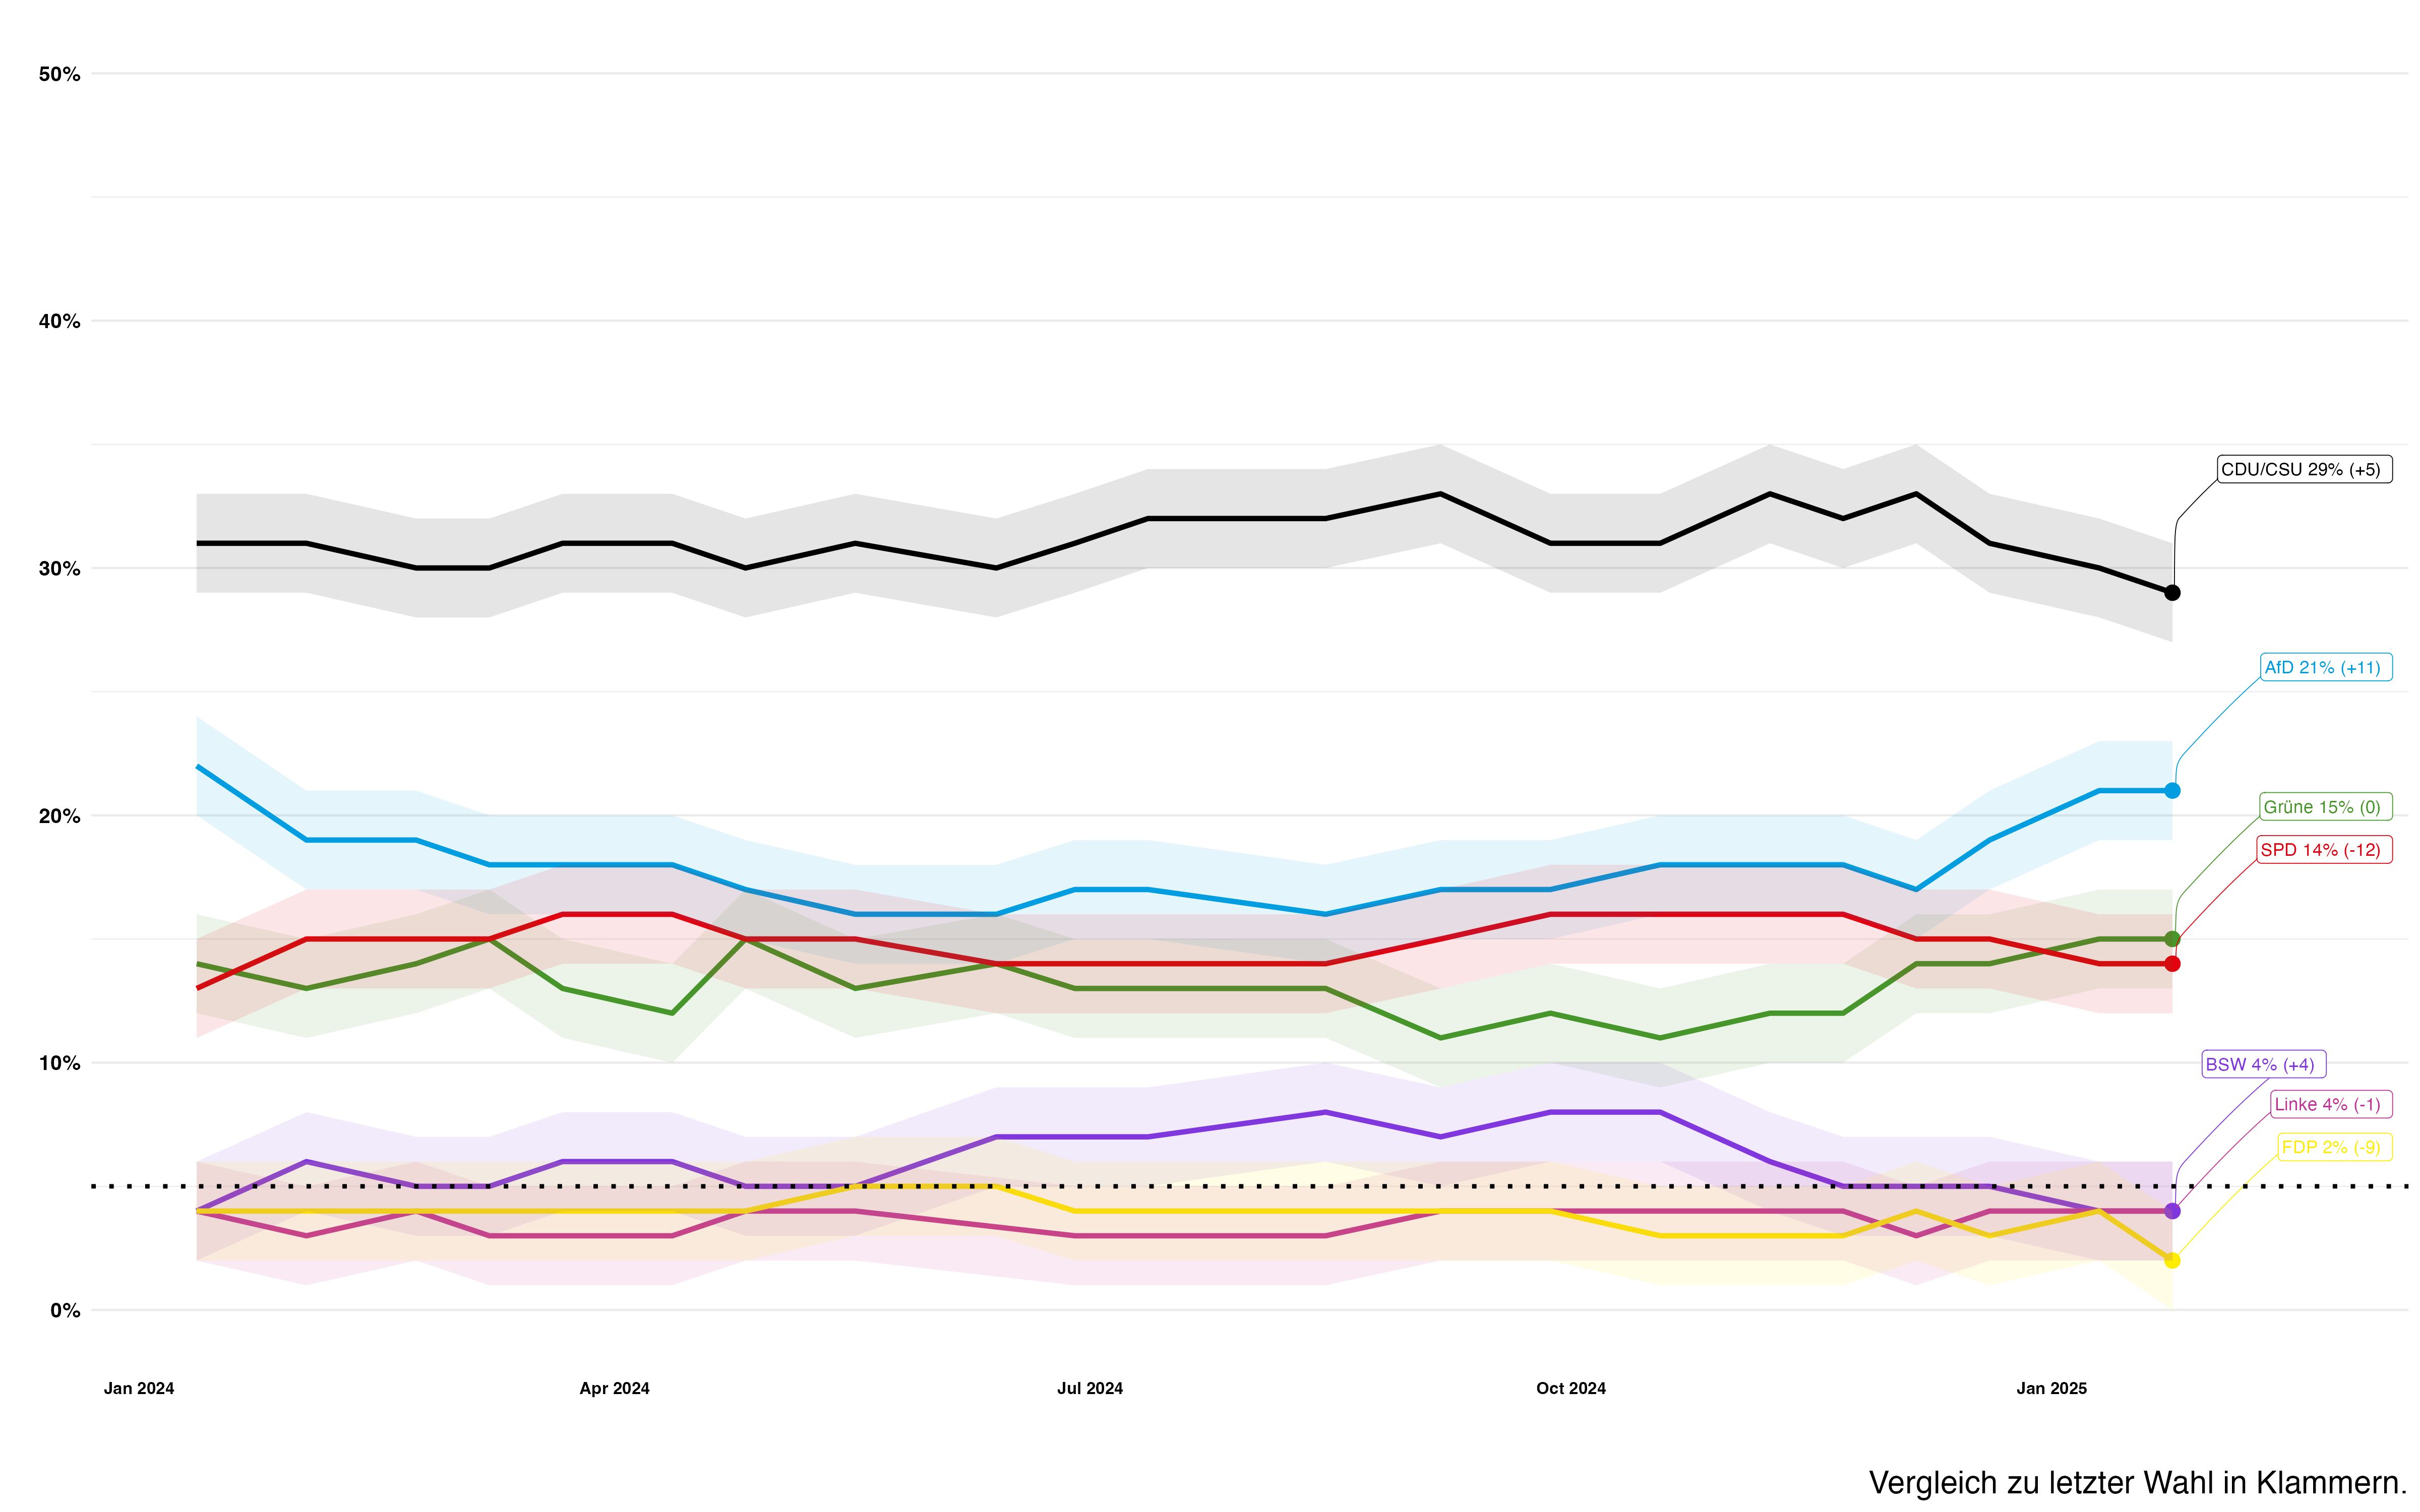 50%
40%
30%
20%
10%
0%
CDU/CSU 29% (+5)
AfD 21% (+11)
Grüne 15% (0)
SPD 14% (-12)
BSW 4% (+4)
Linke 4% (-1)
FDP 2% (-9)
Jan 2024
Apr 2024
Jul 2024
Oct 2024
Jan 2025
Vergleich zu letzter Wahl in Klammern.